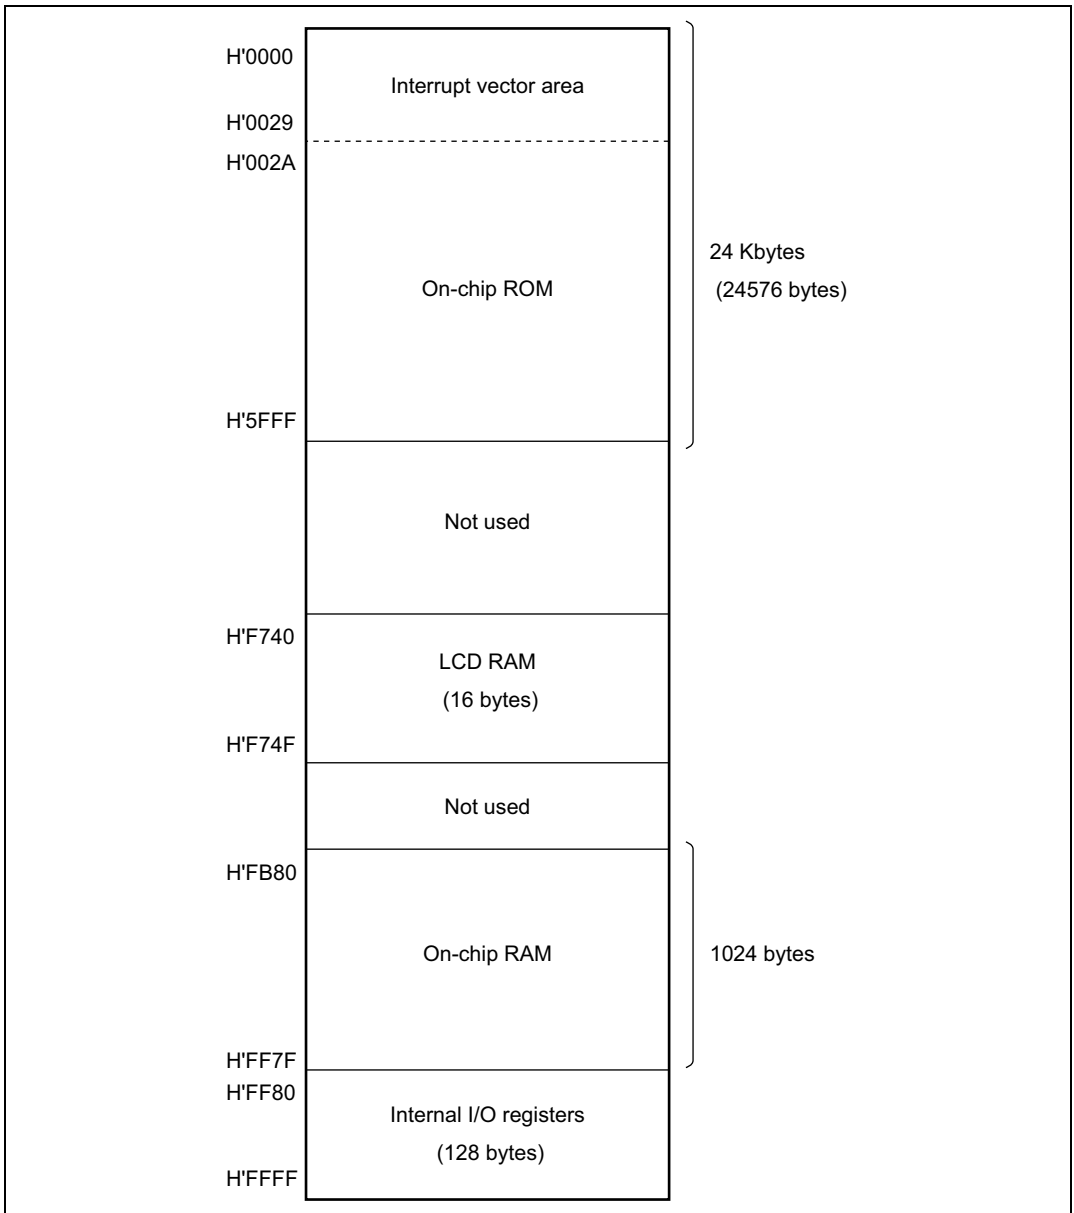 H'0000
Interrupt vector area
H'0029
H'002A
24 Kbytes
(24576 bytes)
On-chip ROM
H'5FFF
Not used
H'F740
LCD RAM
(16 bytes)
H'F74F
Not used
H'FB80
On-chip RAM
1024 bytes
H'FF7F
H'FF80
Internal I/O registers
(128 bytes)
H'FFFF